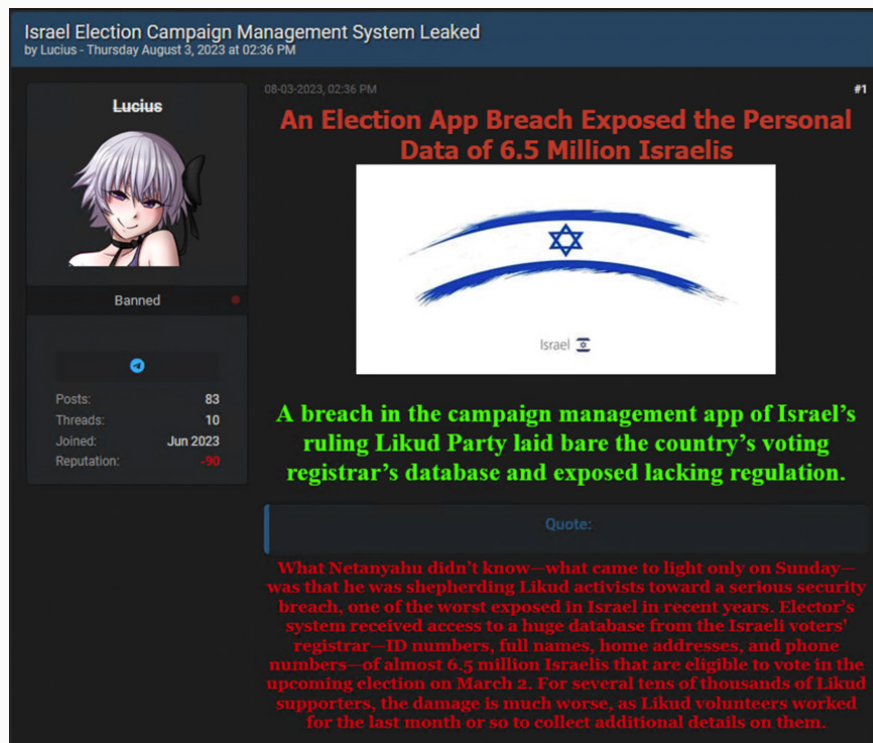 Israel Election Campaign Management System Leaked
by Lucius - Thursday August 3, 2023 at 02:36 PM
Lucius
Banned
Posts: 83
Threads: 10
Joined: Jun 2023
Reputation: -90
08-03-2023, 02:36 PM
#1
An Election App Breach Exposed the Personal
Data of 6.5 Million Israelis
Israel
A breach in the campaign management app of Israel’s
ruling Likud Party laid bare the country’s voting
registrar’s database and exposed lacking regulation.
Quote:
What Netanyahu didn’t know—what came to light only on Sunday—
was that he was shepherding Likud activists toward a serious security
breach, one of the worst exposed in Israel in recent years. Elector’s
system received access to a huge database from the Israeli voters’
registrar—ID numbers, full names, home addresses, and phone
numbers—of almost 6.5 million Israelis that are eligible to vote in the
upcoming election on March 2. For several tens of thousands of Likud
supporters, the damage is much worse, as Likud volunteers worked
for the last month or so to collect additional details on them.